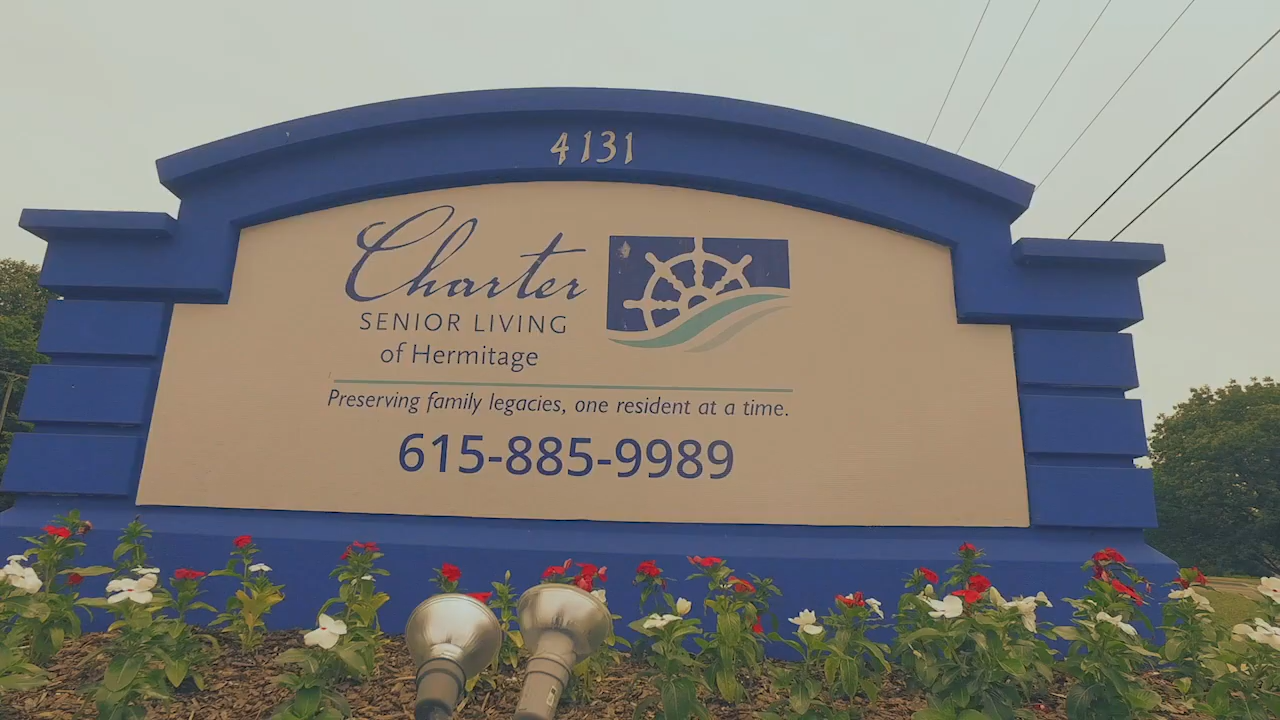 4131
Charter
SENIOR LIVING
of Hermitage
Preserving family legacies, one resident at a time.
615-885-9989